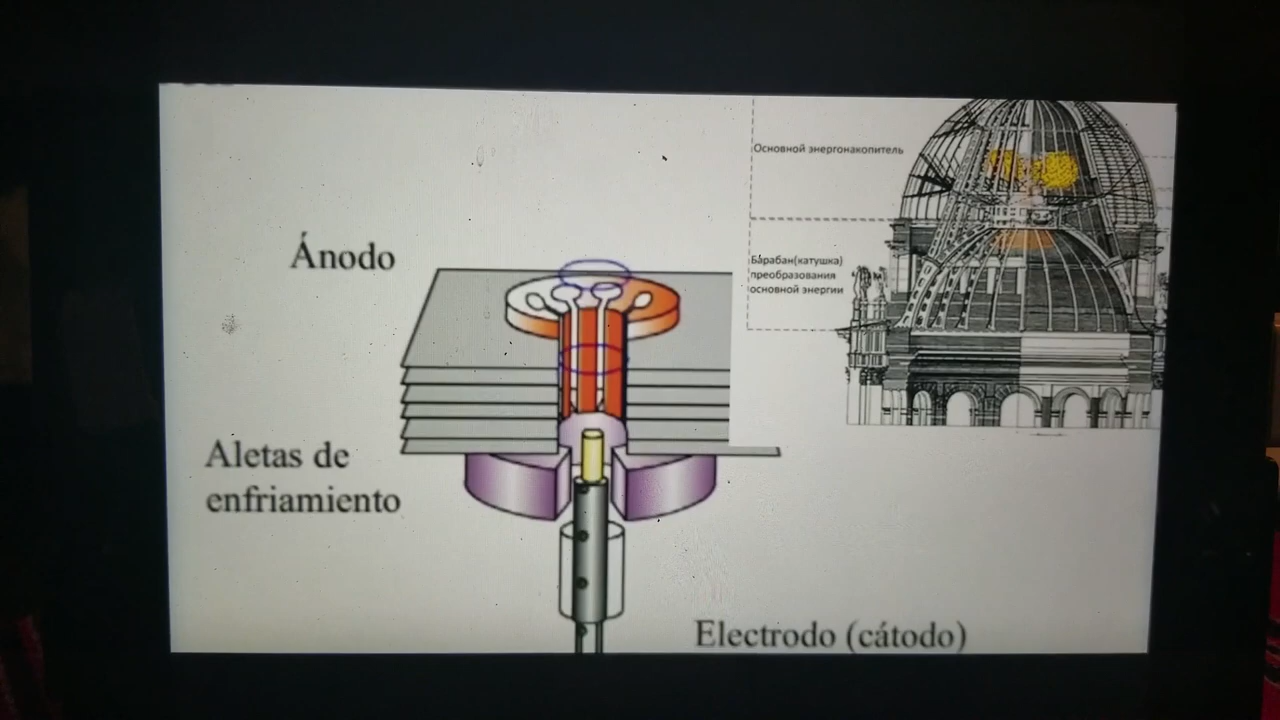 Основной энергонакопитель
Барабан(катушка)
преобразования
основной энергии
Ánodo
Aletas de
enfriamiento
Electrodo (cátodo)